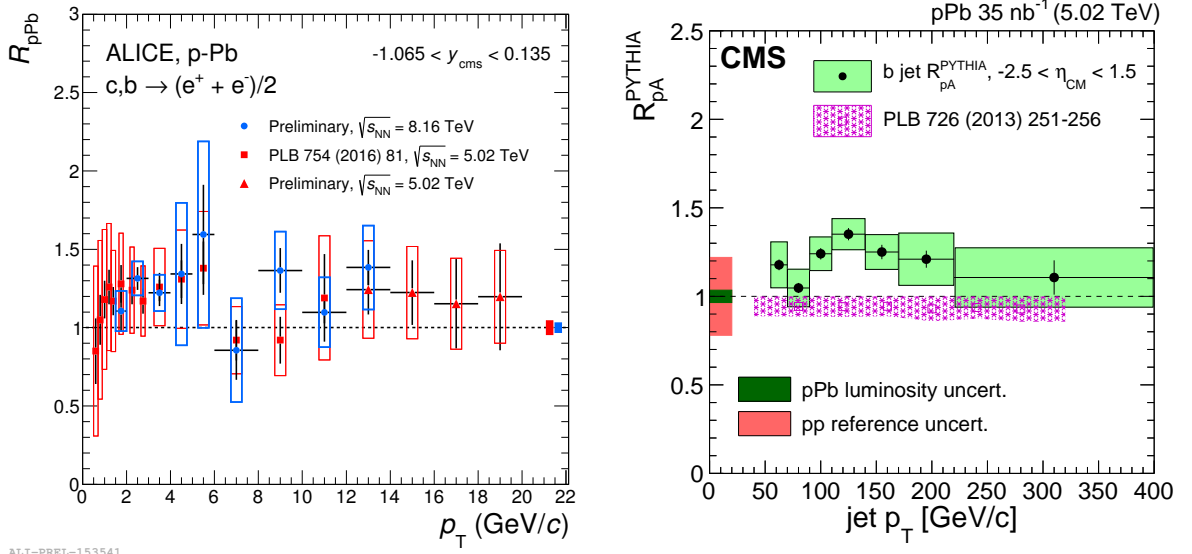 R_pPb
3
2.5
2
1.5
1
0.5
0
ALICE, p-Pb
-1.065 < y_cms < 0.135
c,b → (e⁺ + e⁻)/2
Preliminary, √s_NN = 8.16 TeV
PLB 754 (2016) 81, √s_NN = 5.02 TeV
Preliminary, √s_NN = 5.02 TeV
0 2 4 6 8 10 12 14 16 18 20 22
p_T (GeV/c)
ALI-PREL-153541
pPb 35 nb⁻¹ (5.02 TeV)
R_pA^PYTHIA
2.5
2
1.5
1
0.5
0
CMS
b jet R_pA^PYTHIA, -2.5 < η_CM < 1.5
PLB 726 (2013) 251-256
pPb luminosity uncert.
pp reference uncert.
0 50 100 150 200 250 300 350 400
jet p_T [GeV/c]